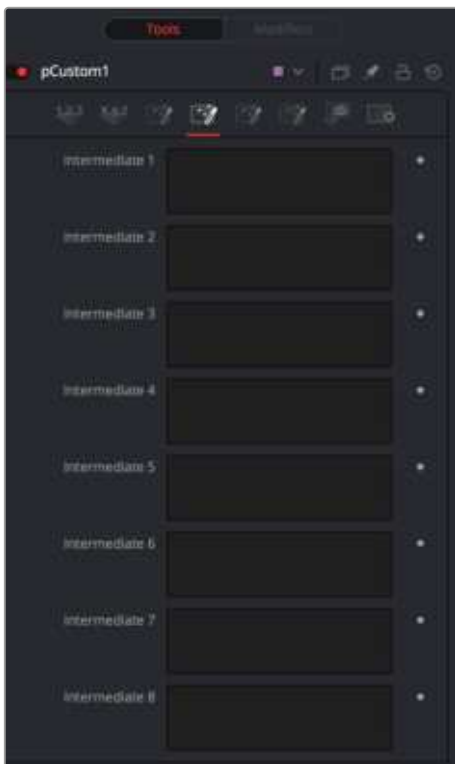 Tools Modifiers
pCustom1
Intermediate 1
Intermediate 2
Intermediate 3
Intermediate 4
Intermediate 5
Intermediate 6
Intermediate 7
Intermediate 8